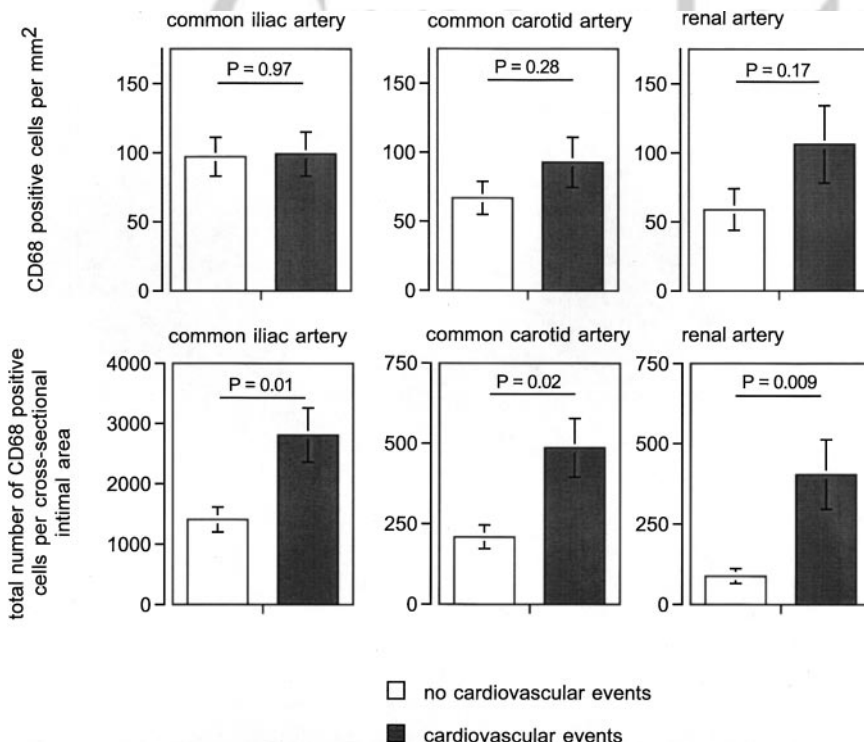 common iliac artery
common carotid artery
renal artery
CD68 positive cells per mm2
150
100
50
0
P = 0.97
150
100
50
0
P = 0.28
150
100
50
0
P = 0.17
common iliac artery
common carotid artery
renal artery
total number of CD68 positive
cells per cross-sectional
intimal area
4000
3000
2000
1000
0
P = 0.01
750
500
250
0
P = 0.02
750
500
250
0
P = 0.009
no cardiovascular events
cardiovascular events